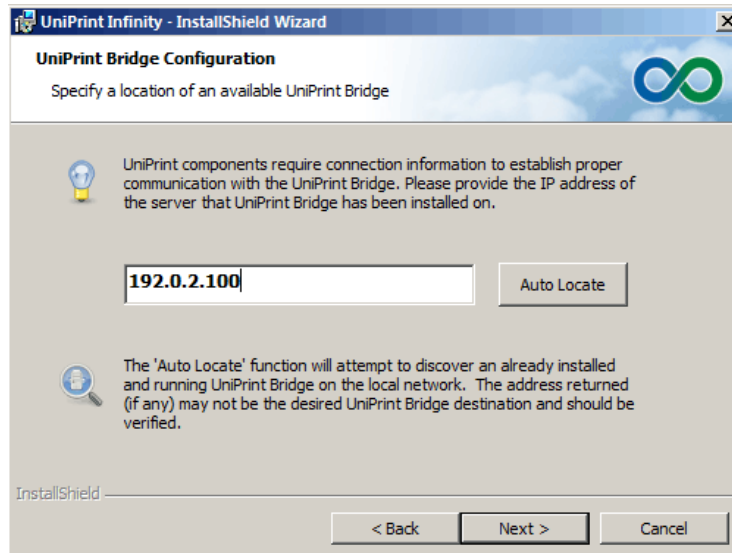 UniPrint Infinity - InstallShield Wizard
UniPrint Bridge Configuration
Specify a location of an available UniPrint Bridge
UniPrint components require connection information to establish proper
communication with the UniPrint Bridge. Please provide the IP address of
the server that UniPrint Bridge has been installed on.
192.0.2.100
Auto Locate
The 'Auto Locate' function will attempt to discover an already installed
and running UniPrint Bridge on the local network. The address returned
(if any) may not be the desired UniPrint Bridge destination and should be
verified.
InstallShield
< Back
Next >
Cancel